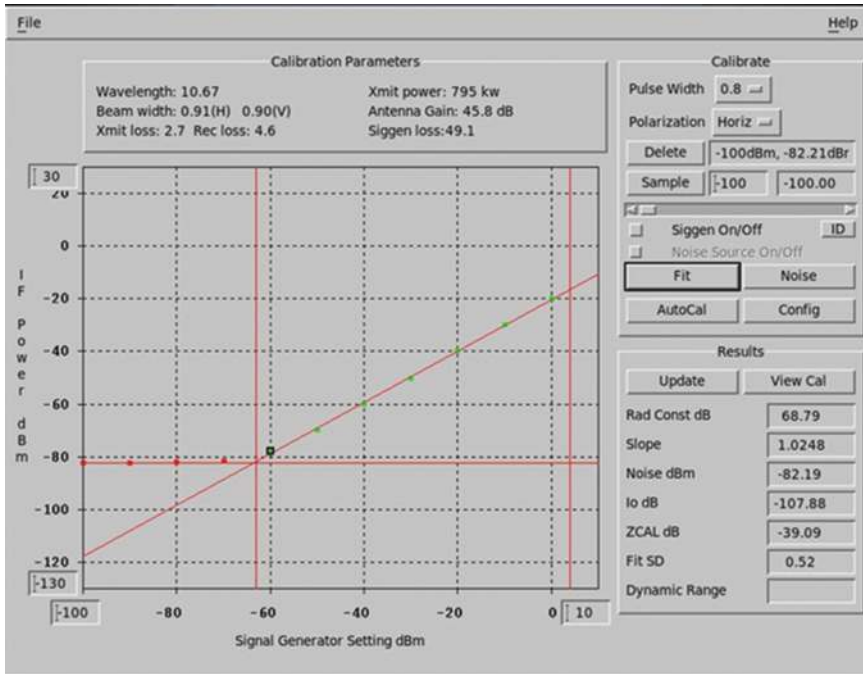 File Help
Calibration Parameters
Wavelength: 10.67 Xmit power: 795 kw
Beam width: 0.91(H) 0.90(V) Antenna Gain: 45.8 dB
Xmit loss: 2.7 Rec loss: 4.6 Siggen loss:49.1
Calibrate
Pulse Width 0.8
Polarization Horiz
Delete -100dBm, -82.21dBr
Sample -100 -100.00
Siggen On/Off ID
Noise Source On/Off
Fit Noise
AutoCal Config
Results
Update View Cal
Rad Const dB 68.79
Slope 1.0248
Noise dBm -82.19
Io dB -107.88
ZCAL dB -39.09
Fit SD 0.52
Dynamic Range
IF Power dBm
30
20
0
-20
-40
-60
-80
-100
-120
-130
-100 -80 -60 -40 -20 0 10
Signal Generator Setting dBm